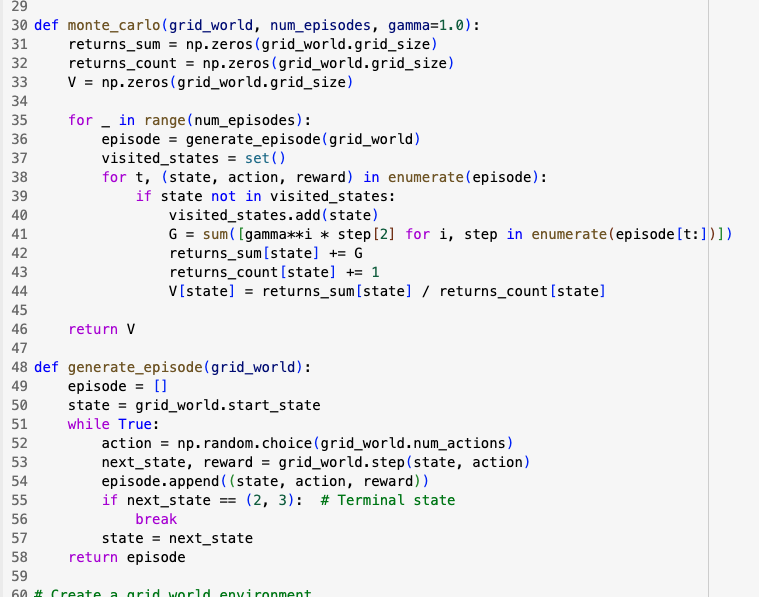 29
30 def monte_carlo(grid_world, num_episodes, gamma=1.0):
31     returns_sum = np.zeros(grid_world.grid_size)
32     returns_count = np.zeros(grid_world.grid_size)
33     V = np.zeros(grid_world.grid_size)
34
35     for _ in range(num_episodes):
36         episode = generate_episode(grid_world)
37         visited_states = set()
38         for t, (state, action, reward) in enumerate(episode):
39             if state not in visited_states:
40                 visited_states.add(state)
41                 G = sum([gamma**i * step[2] for i, step in enumerate(episode[t:])])
42                 returns_sum[state] += G
43                 returns_count[state] += 1
44                 V[state] = returns_sum[state] / returns_count[state]
45
46     return V
47
48 def generate_episode(grid_world):
49     episode = []
50     state = grid_world.start_state
51     while True:
52         action = np.random.choice(grid_world.num_actions)
53         next_state, reward = grid_world.step(state, action)
54         episode.append((state, action, reward))
55         if next_state == (2, 3):  # Terminal state
56             break
57         state = next_state
58     return episode
59
60 # Create a grid world environment